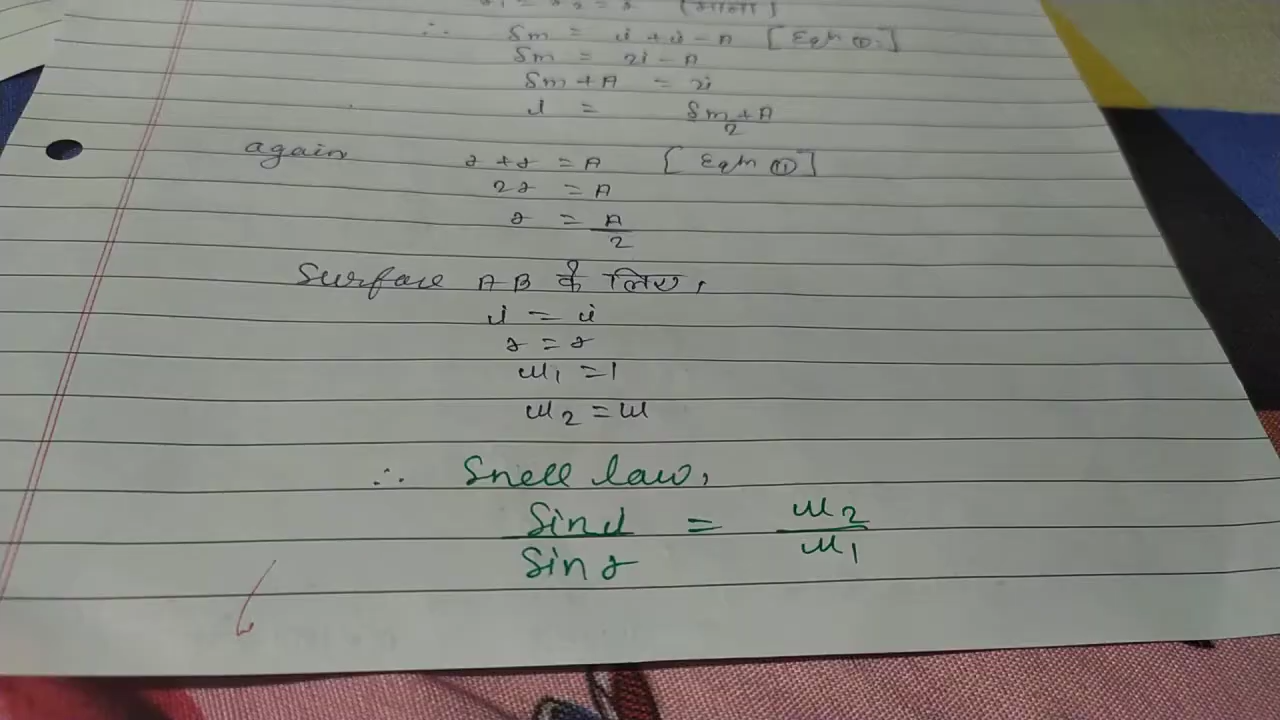 δm = i + i - A [Eqn ①]
δm = 2i - A
δm + A = 2i
i = δm + A / 2
again r + r = A [Eqn ⑪]
2r = A
r = A / 2
Surface AB के लिए,
i = i
r = r
μ1 = 1
μ2 = μ
∴ Snell law,
Sin i / Sin r = μ2 / μ1